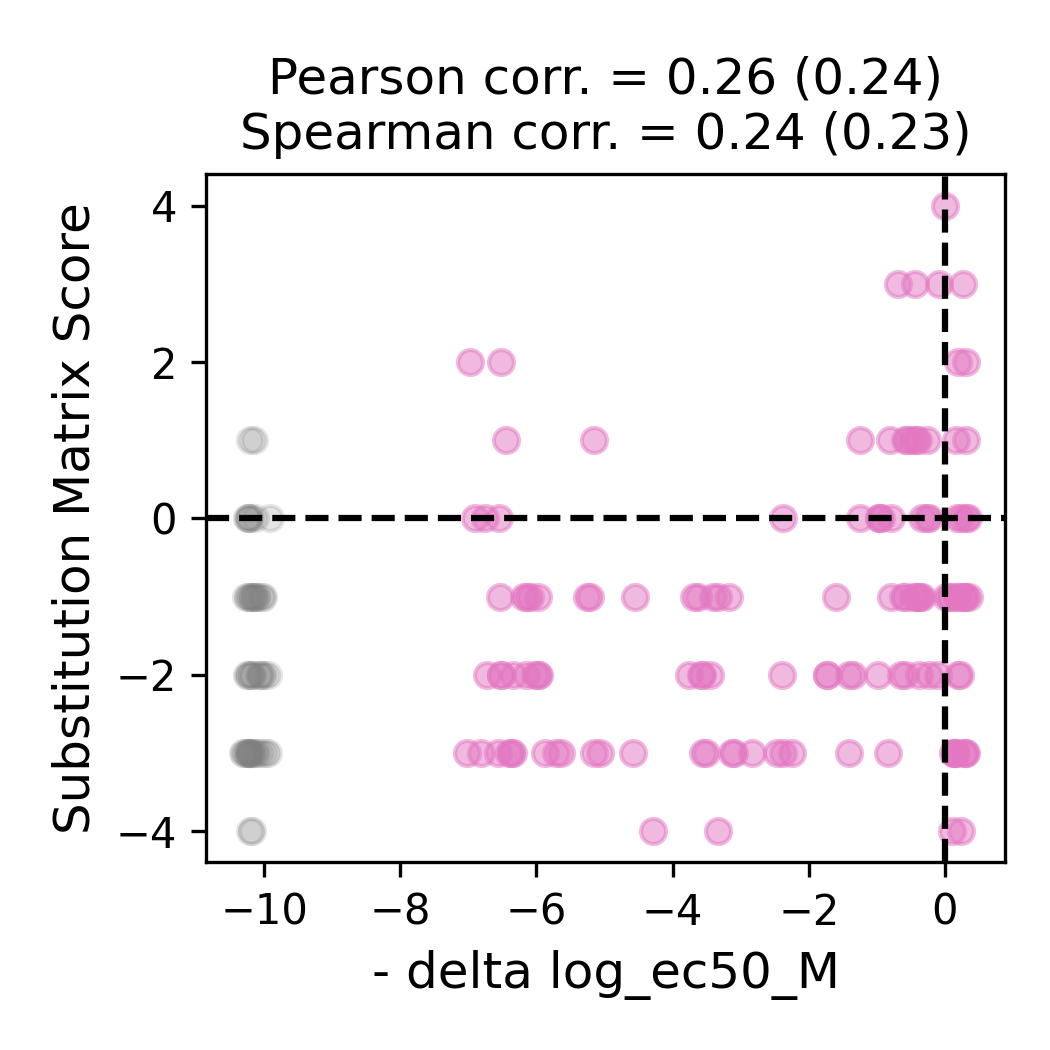 Pearson corr. = 0.26 (0.24)
Spearman corr. = 0.24 (0.23)
Substitution Matrix Score
4
2
0
−2
−4
−10
−8
−6
−4
−2
0
- delta log_ec50_M